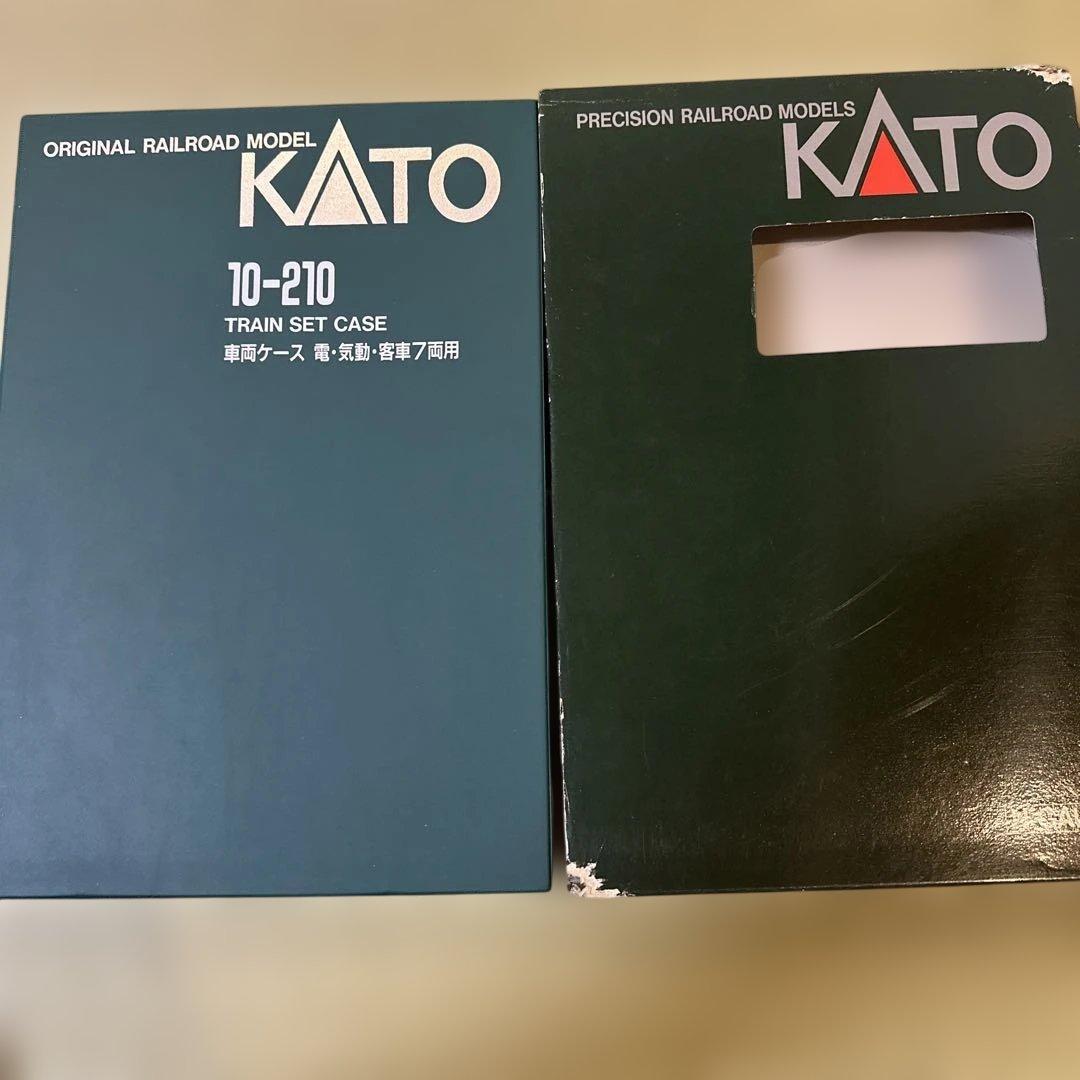 ORIGINAL RAILROAD MODEL
KATO
10-210
TRAIN SET CASE
車両ケース 電・気動・客車7両用
PRECISION RAILROAD MODELS
KATO